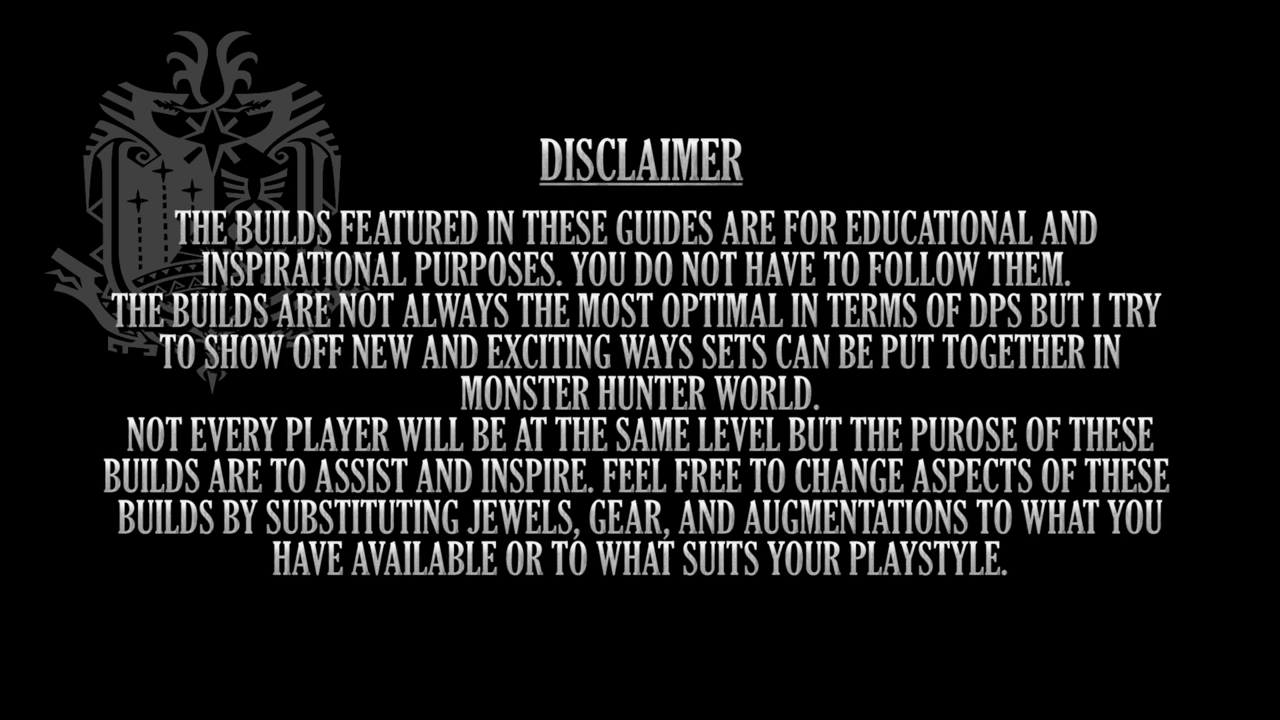 DISCLAIMER
THE BUILDS FEATURED IN THESE GUIDES ARE FOR EDUCATIONAL AND
INSPIRATIONAL PURPOSES. YOU DO NOT HAVE TO FOLLOW THEM.
THE BUILDS ARE NOT ALWAYS THE MOST OPTIMAL IN TERMS OF DPS BUT I TRY
TO SHOW OFF NEW AND EXCITING WAYS SETS CAN BE PUT TOGETHER IN
MONSTER HUNTER WORLD.
NOT EVERY PLAYER WILL BE AT THE SAME LEVEL BUT THE PUROSE OF THESE
BUILDS ARE TO ASSIST AND INSPIRE. FEEL FREE TO CHANGE ASPECTS OF THESE
BUILDS BY SUBSTITUTING JEWELS, GEAR, AND AUGMENTATIONS TO WHAT YOU
HAVE AVAILABLE OR TO WHAT SUITS YOUR PLAYSTYLE.